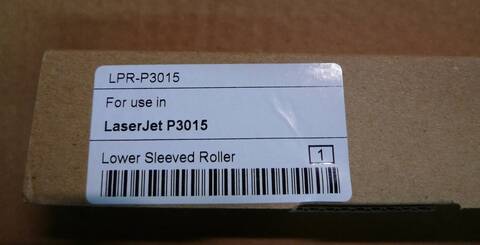 LPR-P3015
For use in
LaserJet P3015
Lower Sleeved Roller 1